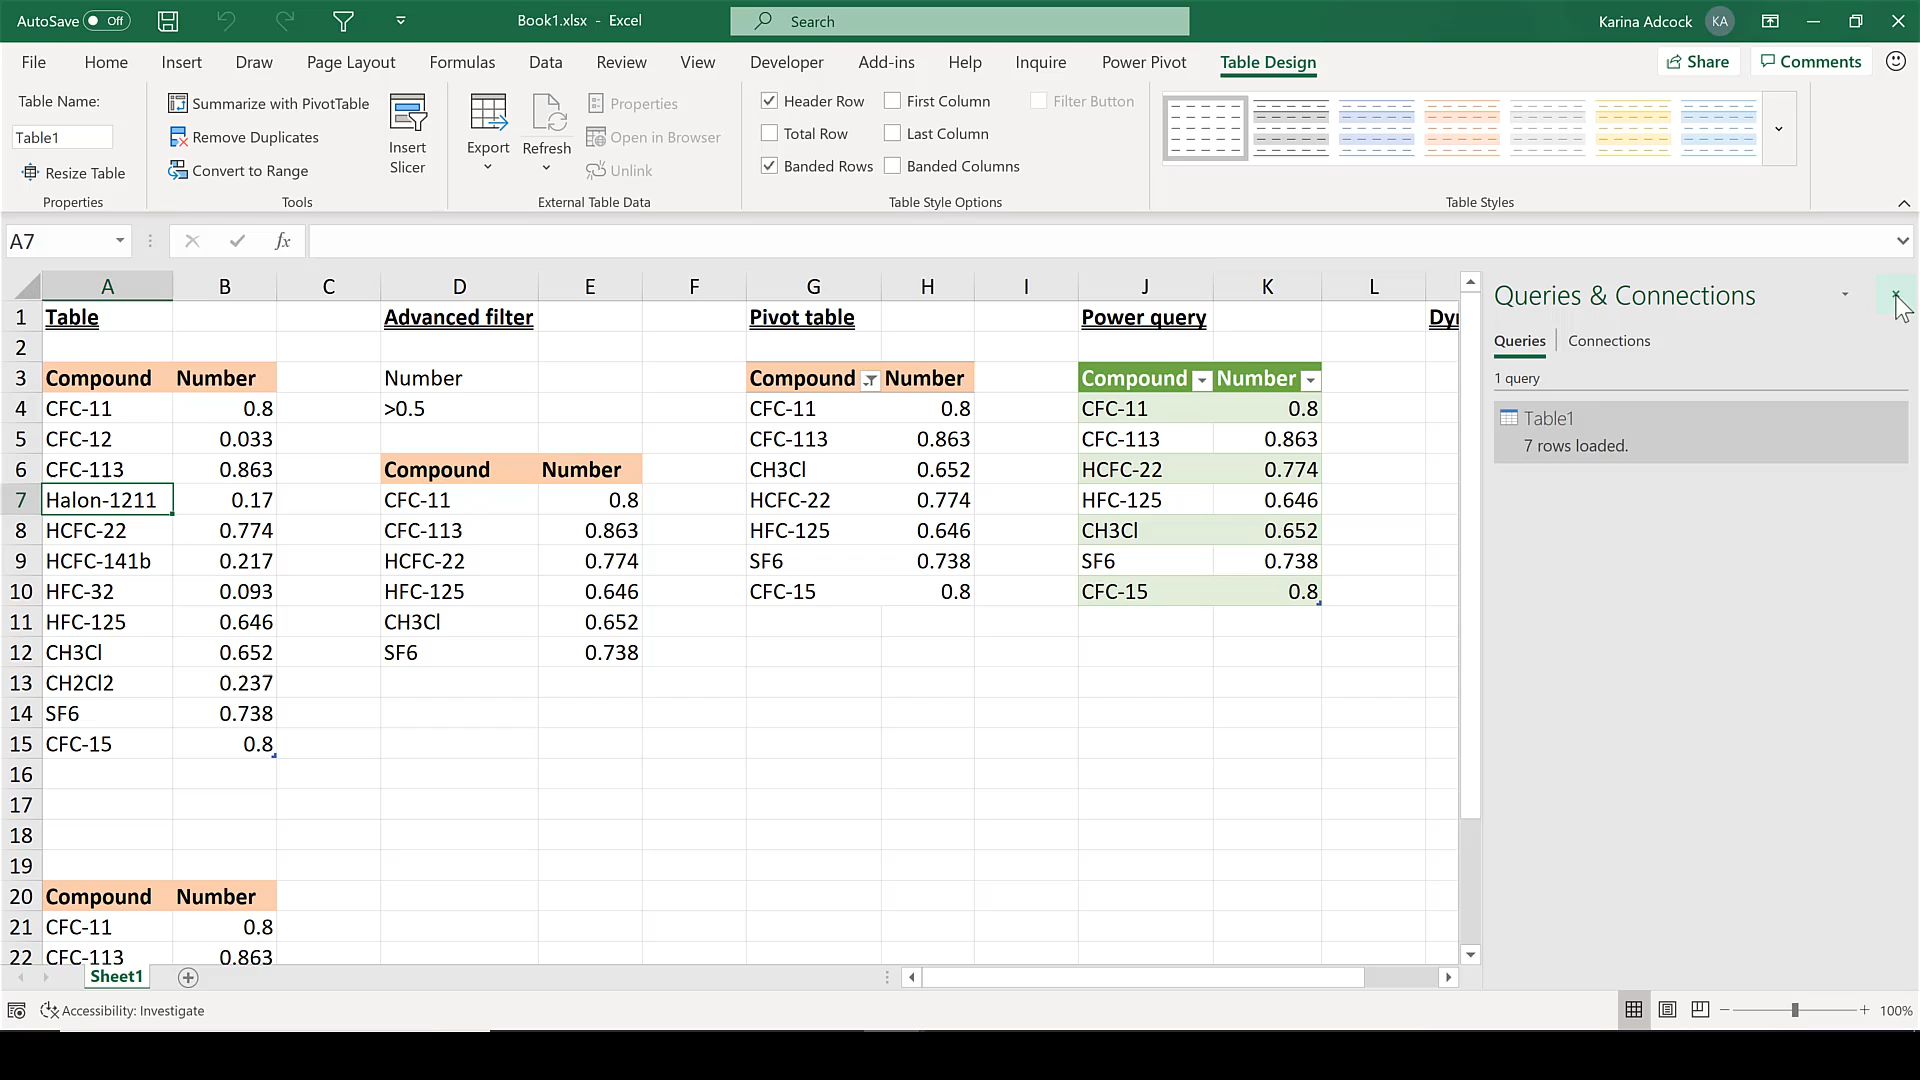 AutoSave Off Book1.xlsx - Excel Search Karina Adcock KA
File Home Insert Draw Page Layout Formulas Data Review View Developer Add-ins Help Inquire Power Pivot Table Design Share Comments
Table Name:
Table1
Resize Table
Properties
Summarize with PivotTable
Remove Duplicates
Convert to Range
Tools
Insert
Slicer
Export
Refresh
Properties
Open in Browser
Unlink
External Table Data
Header Row First Column Filter Button
Total Row Last Column
Banded Rows Banded Columns
Table Style Options
Table Styles
A7 fx
A B C D E F G H I J K L
1 Table Advanced filter Pivot table Power query Dy
2
3 Compound Number Number Compound Number Compound Number
4 CFC-11 0.8 >0.5 CFC-11 0.8 CFC-11 0.8
5 CFC-12 0.033 CFC-113 0.863 CFC-113 0.863
6 CFC-113 0.863 Compound Number CH3Cl 0.652 HCFC-22 0.774
7 Halon-1211 0.17 CFC-11 0.8 HCFC-22 0.774 HFC-125 0.646
8 HCFC-22 0.774 CFC-113 0.863 HFC-125 0.646 CH3Cl 0.652
9 HCFC-141b 0.217 HCFC-22 0.774 SF6 0.738 SF6 0.738
10 HFC-32 0.093 HFC-125 0.646 CFC-15 0.8 CFC-15 0.8
11 HFC-125 0.646 CH3Cl 0.652
12 CH3Cl 0.652 SF6 0.738
13 CH2Cl2 0.237
14 SF6 0.738
15 CFC-15 0.8
16
17
18
19
20 Compound Number
21 CFC-11 0.8
22 CFC-113 0.863
Queries & Connections
Queries Connections
1 query
Table1
7 rows loaded.
Sheet1
Accessibility: Investigate 100%